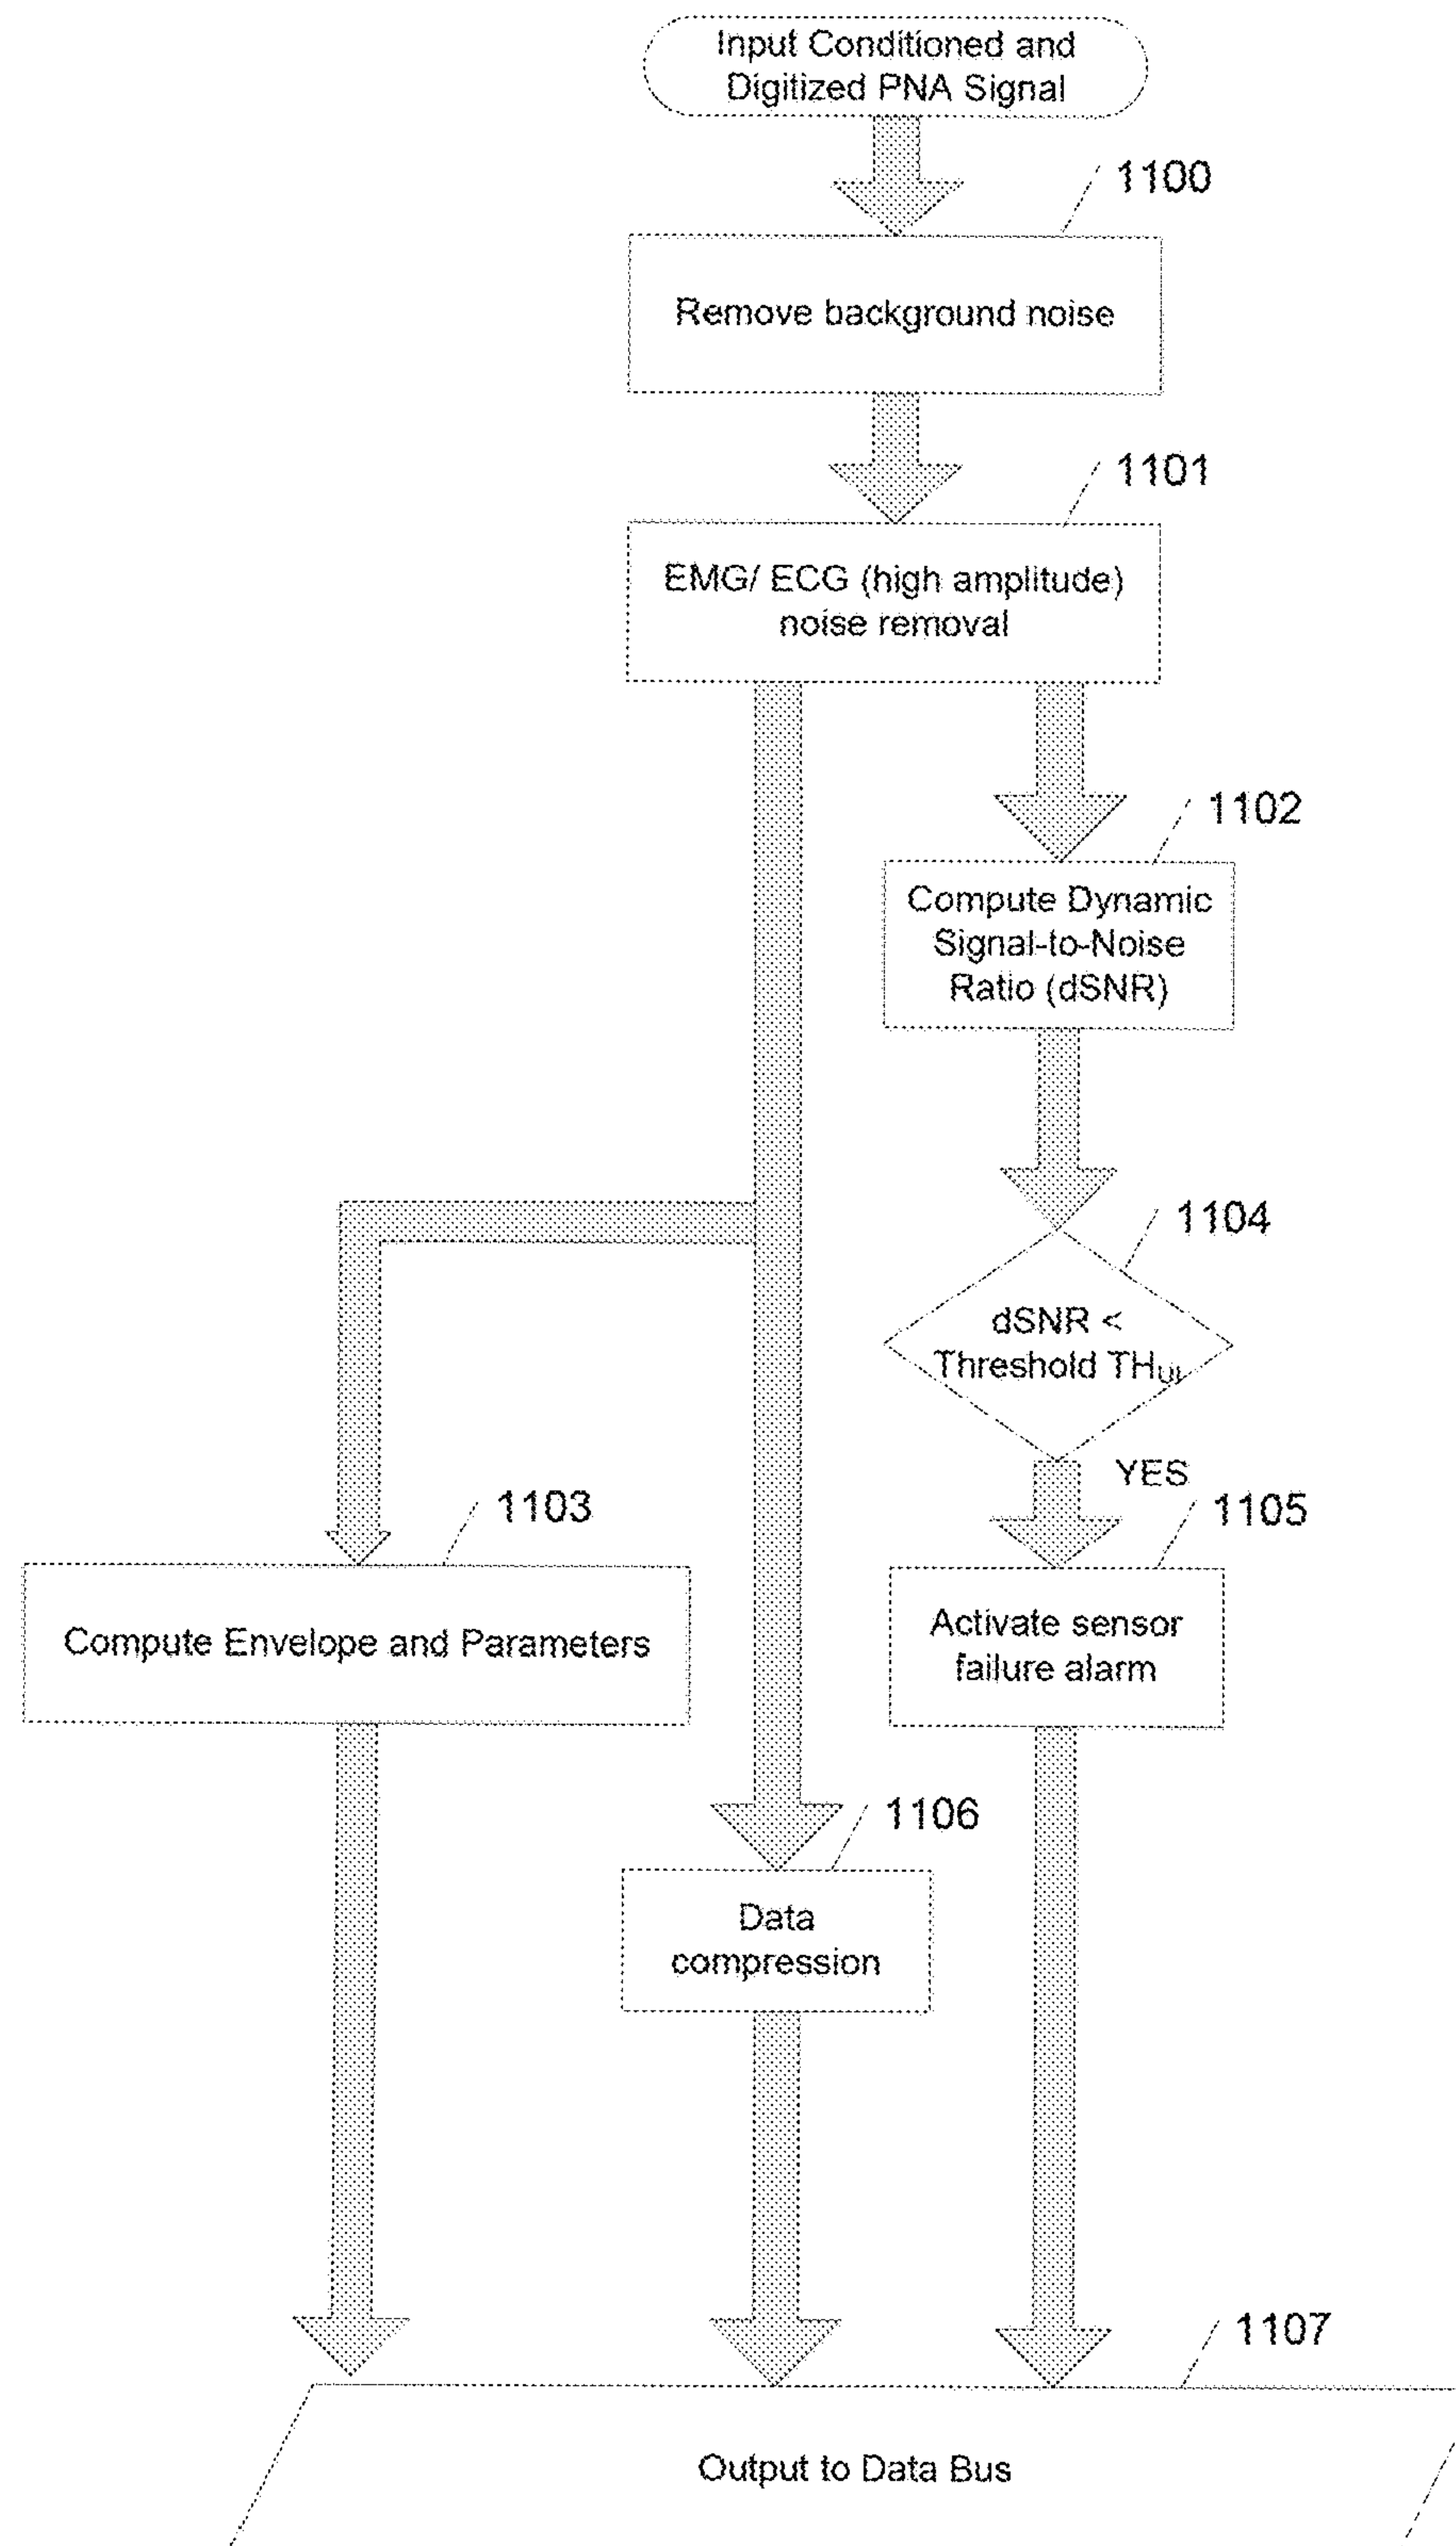 Input Conditioned and
Digitized PNA Signal
1100
Remove background noise
1101
EMG/ ECG (high amplitude)
noise removal
1102
Compute Dynamic
Signal-to-Noise
Ratio (dSNR)
1104
dSNR <
Threshold TH
YES
1103
1105
Compute Envelope and Parameters
Activate sensor
failure alarm
1106
Data
compression
1107
Output to Data Bus